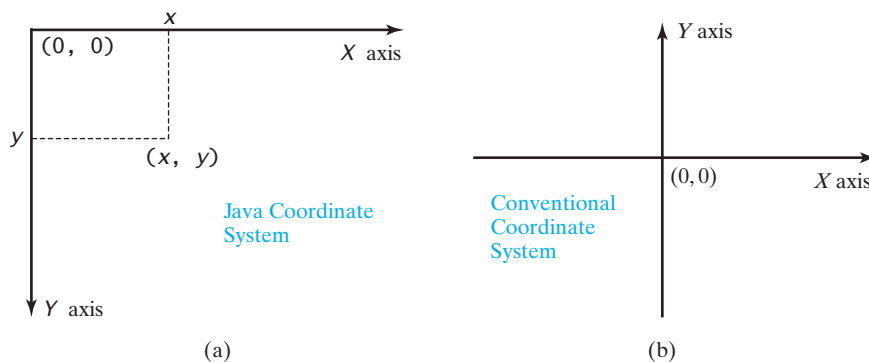 x
(0, 0)
X axis
y
(x, y)
Java Coordinate
System
Y axis
(a)
Y axis
(0, 0)
X axis
Conventional
Coordinate
System
(b)